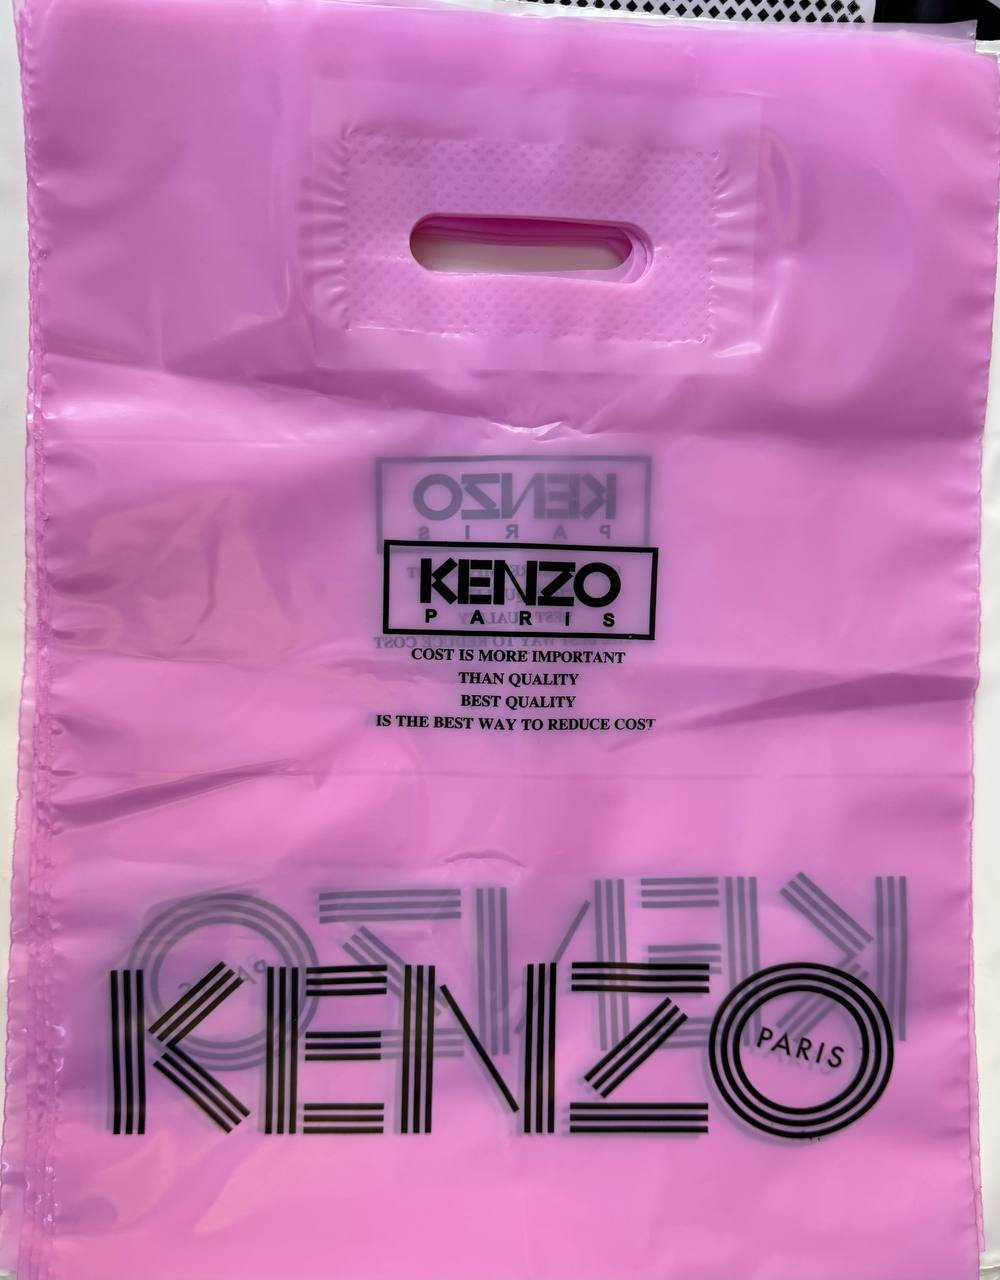 KENZO
PARIS
COST IS MORE IMPORTANT
THAN QUALITY
BEST QUALITY
IS THE BEST WAY TO REDUCE COST
KENZO
PARIS